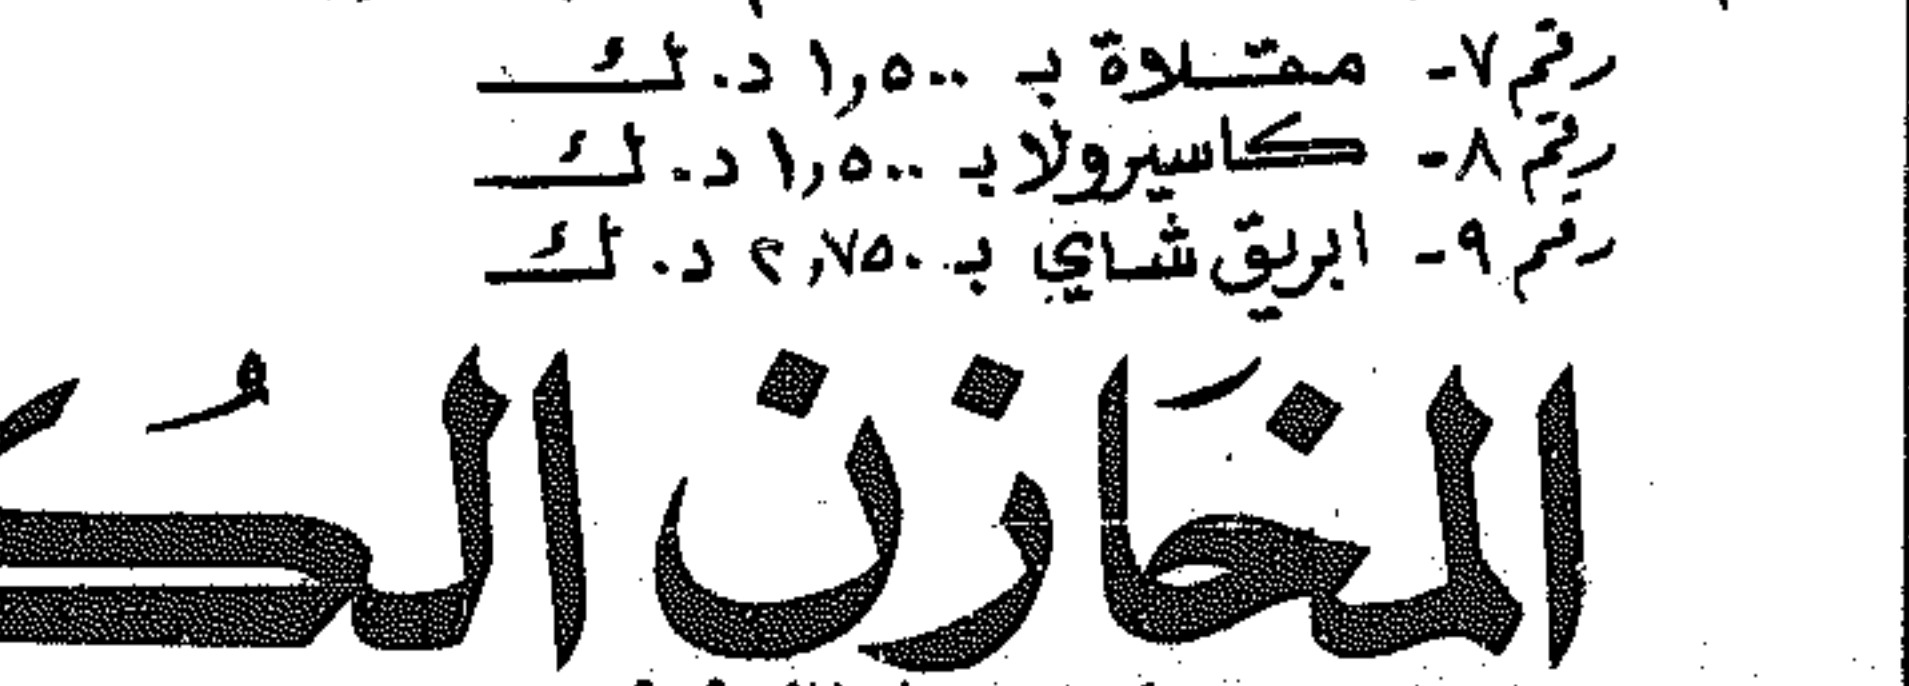 رقم ٧- مقلاة بـ ١,٥٠٠ د. ك
رقم ٨- كاسيرولا بـ ١,٥٠٠ د. ك
رقم ٩- ابريق شاي بـ ٢,٧٥٠ د. ك
المخازن